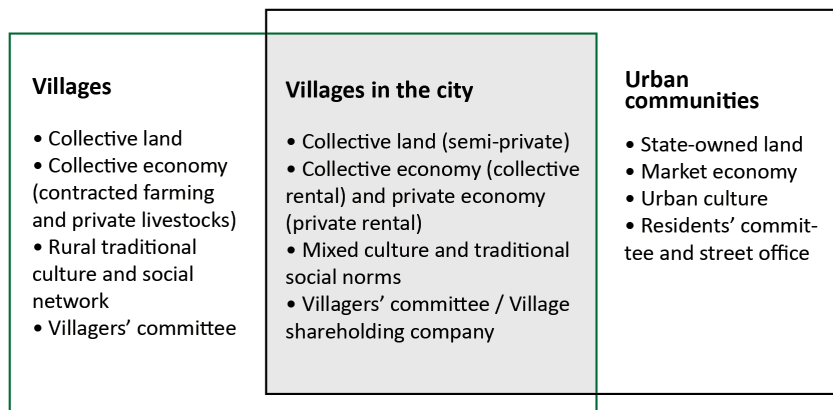 Villages
• Collective land
• Collective economy
(contracted farming
and private livestocks)
• Rural traditional
culture and social
network
• Villagers’ committee
Villages in the city
• Collective land (semi-private)
• Collective economy (collective
rental) and private economy
(private rental)
• Mixed culture and traditional
social norms
• Villagers’ committee / Village
shareholding company
Urban
communities
• State-owned land
• Market economy
• Urban culture
• Residents’ commit-
tee and street office